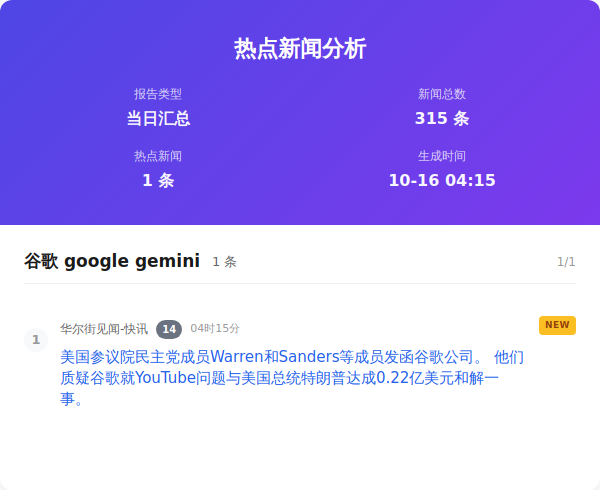 热点新闻分析
报告类型
新闻总数
当日汇总
315 条
热点新闻
生成时间
1 条
10-16 04:15
谷歌 google gemini 1 条 1/1
1 华尔街见闻-快讯 14 04时15分 NEW
美国参议院民主党成员Warren和Sanders等成员发函谷歌公司。 他们
质疑谷歌就YouTube问题与美国总统特朗普达成0.22亿美元和解一
事。